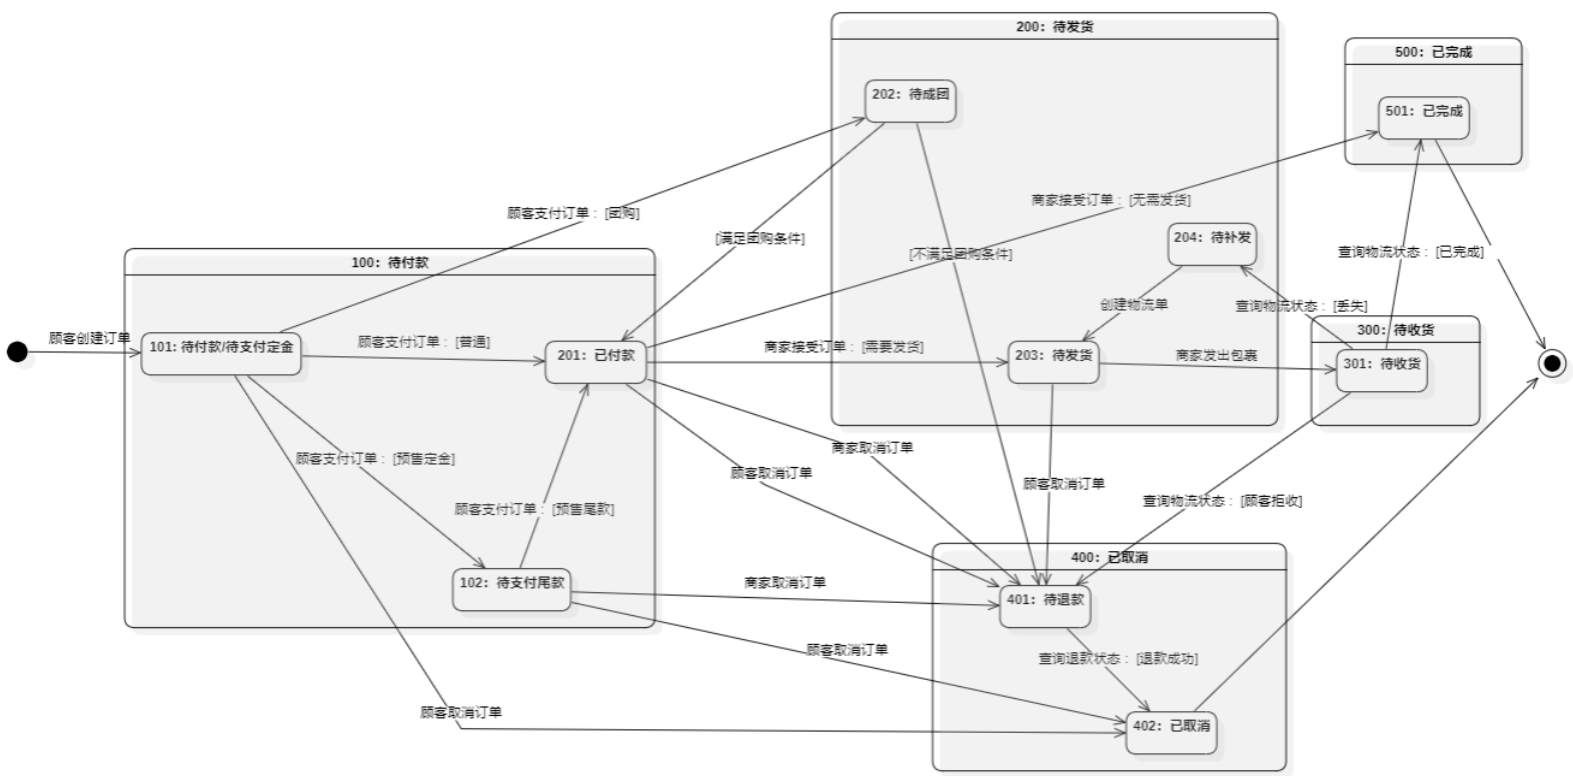 200：待发货
500：已完成
202：待成团
501：已完成
商家接受订单：[无需发货]
顾客支付订单：[团购]
[满足团购条件]
204：待补发
[不满足团购条件]
查询物流状态：[已完成]
100：待付款
创建物流单
查询物流状态：[丢失]
300：待收货
顾客创建订单
101：待付款/待支付定金
顾客支付订单：[普通]
201：已付款
商家接受订单：[需要发货]
203：待发货
商家发出包裹
301：待收货
商家取消订单
顾客支付订单：[预售定金]
顾客取消订单
顾客取消订单
查询物流状态：[顾客拒收]
顾客支付订单：[预售尾款]
400：已取消
102：待支付尾款
商家取消订单
401：待退款
顾客取消订单
查询退款状态：[退款成功]
顾客取消订单
402：已取消